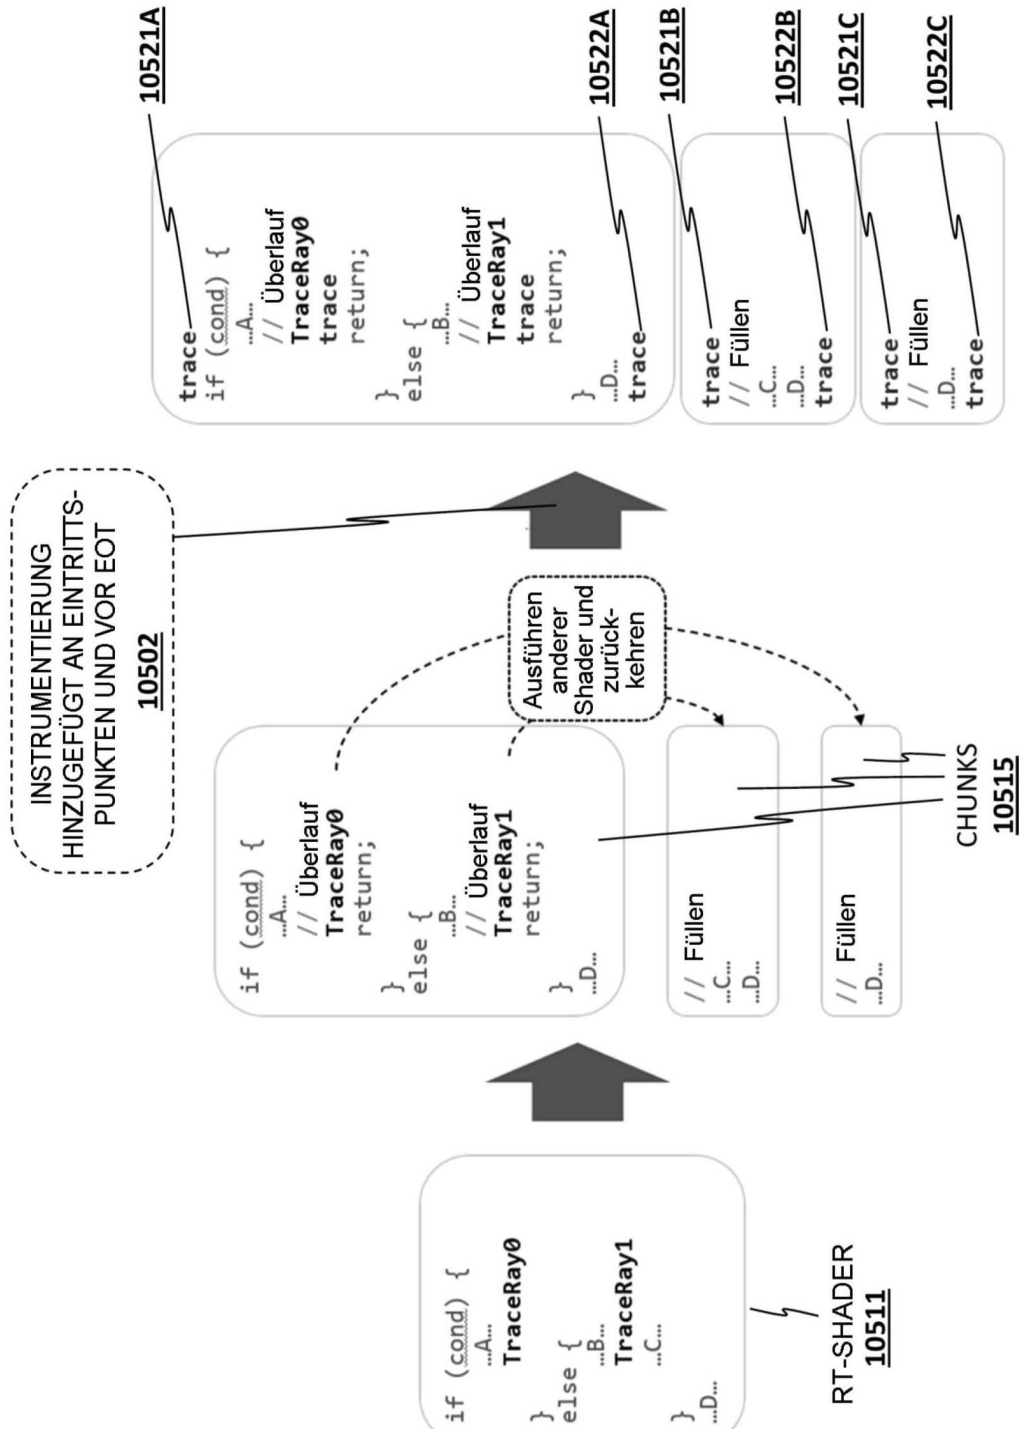 if (cond) {
...A...
TraceRay0
}
else {
...B...
TraceRay1
...C...
}
...D...
RT-SHADER
10511
if (cond) {
...A...
// Überlauf
TraceRay0
return;
}
else {
...B...
// Überlauf
TraceRay1
return;
}
...D...
// Füllen
...C...
...D...
// Füllen
...D...
CHUNKS
10515
Ausführen
anderer
Shader und
zurück-
kehren
INSTRUMENTIERUNG
HINZUGEFÜGT AN EINTRITTS-
PUNKTEN UND VOR EOT
10502
trace
if (cond) {
...A...
// Überlauf
TraceRay0
trace
return;
}
else {
...B...
// Überlauf
TraceRay1
trace
return;
}
...D...
trace
trace
// Füllen
...C...
...D...
trace
trace
// Füllen
...D...
trace
10521A
10522A
10521B
10522B
10521C
10522C